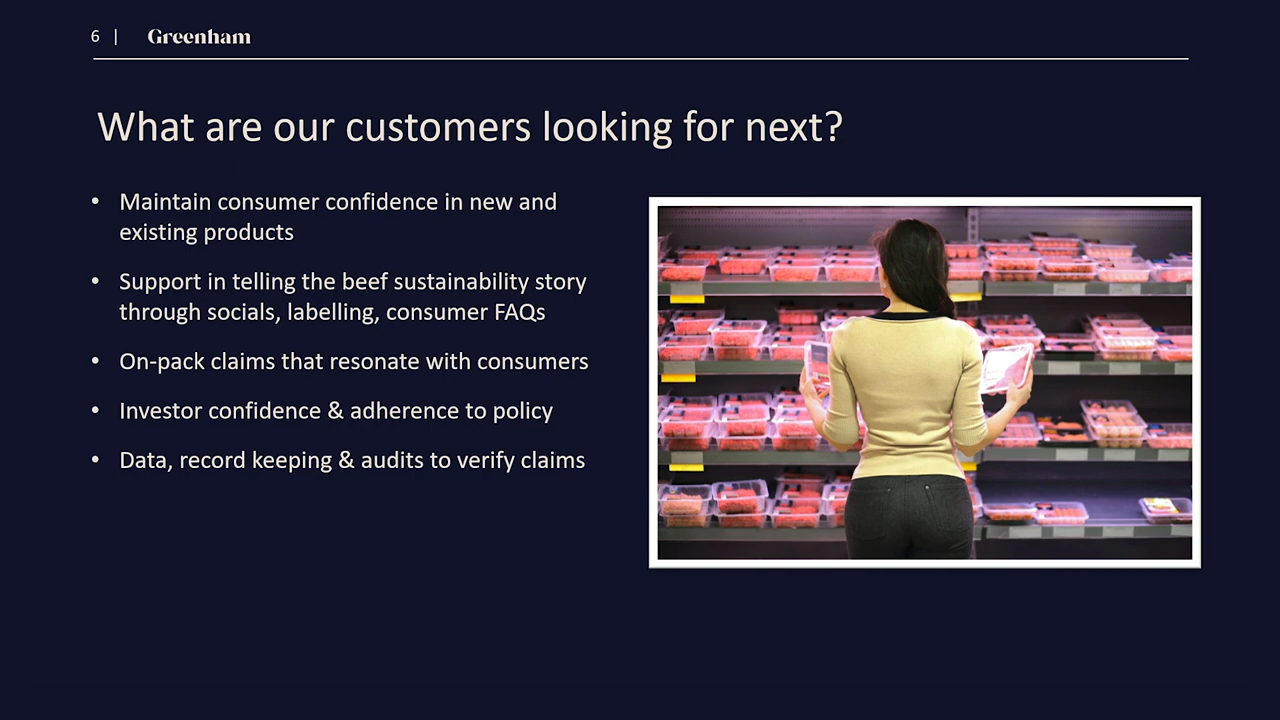 6 | Greenham
What are our customers looking for next?
• Maintain consumer confidence in new and
existing products
• Support in telling the beef sustainability story
through socials, labelling, consumer FAQs
• On-pack claims that resonate with consumers
• Investor confidence & adherence to policy
• Data, record keeping & audits to verify claims